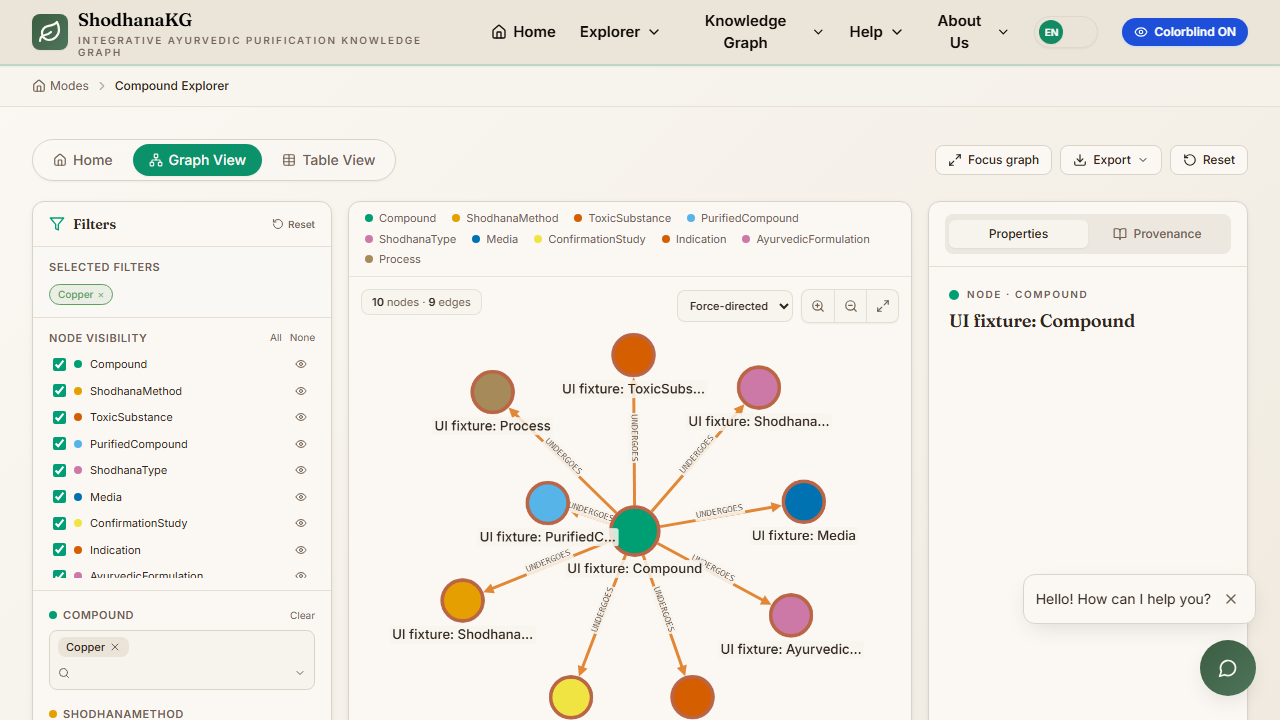 ShodhanaKG
INTEGRATIVE AYURVEDIC PURIFICATION KNOWLEDGE
GRAPH
Home
Explorer
Knowledge
Graph
Help
About
Us
EN
Colorblind ON
Modes
Compound Explorer
Home
Graph View
Table View
Focus graph
Export
Reset
Filters
Reset
SELECTED FILTERS
Copper ×
NODE VISIBILITY
All
None
Compound
ShodhanaMethod
ToxicSubstance
PurifiedCompound
ShodhanaType
Media
ConfirmationStudy
Indication
AyurvedicFormulation
COMPOUND
Clear
Copper
SHODHANAMETHOD
Compound
ShodhanaMethod
ToxicSubstance
PurifiedCompound
ShodhanaType
Media
ConfirmationStudy
Indication
AyurvedicFormulation
Process
10 nodes · 9 edges
Force-directed
UI fixture: ToxicSubs...
UI fixture: Process
UI fixture: Shodhana...
UNDERGOES
UNDERGOES
UNDERGOES
UNDERGOES
UNDERGOES
UI fixture: PurifiedC...
UI fixture: Media
UNDERGOES
UI fixture: Compound
UNDERGOES
UNDERGOES
UNDERGOES
UI fixture: Shodhana...
UI fixture: Ayurvedic...
Properties
Provenance
NODE · COMPOUND
UI fixture: Compound
Hello! How can I help you?